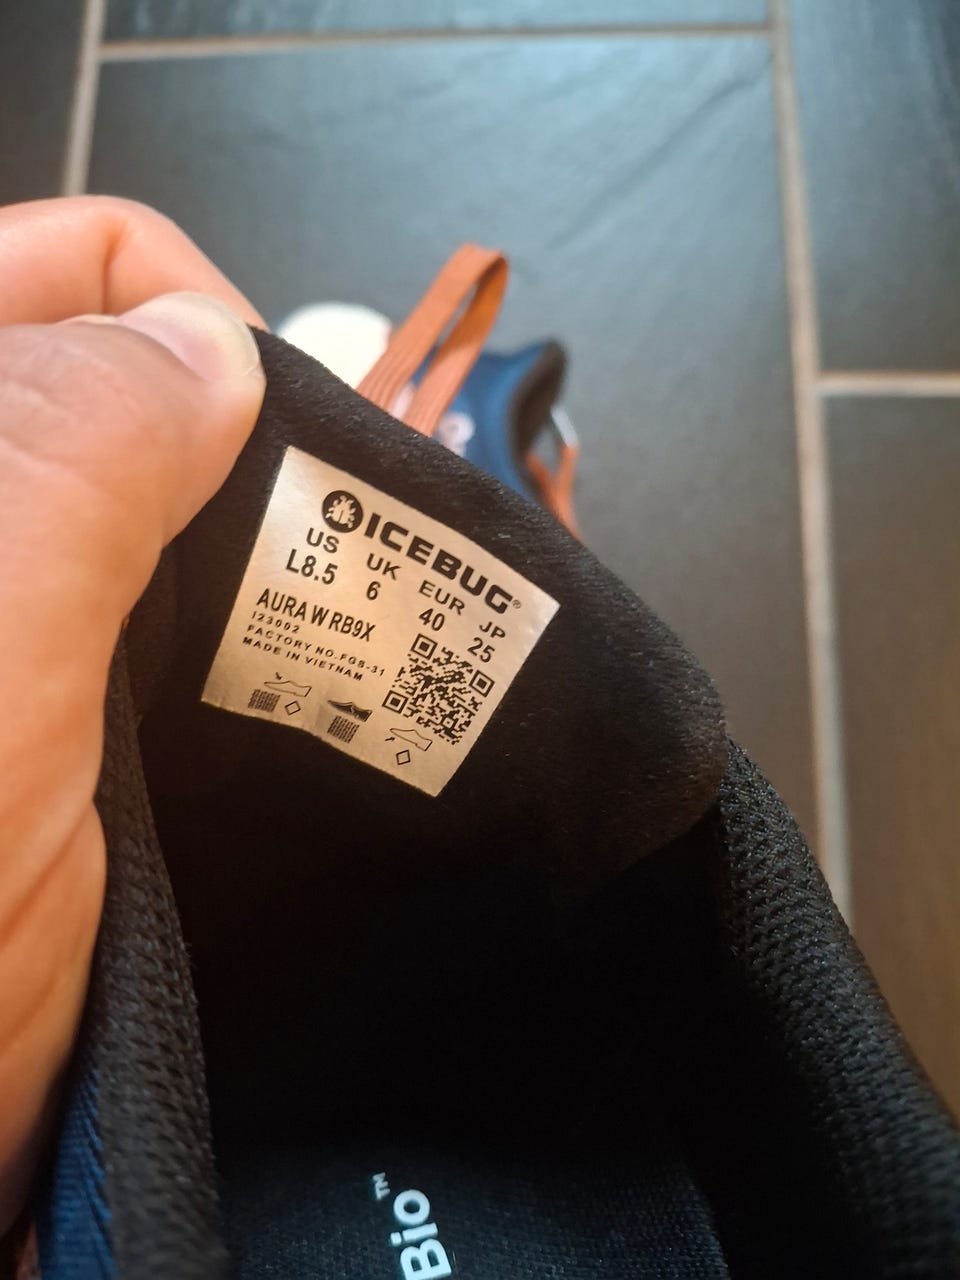 ICEBUG®
US UK EUR JP
L8.5 6 40 25
AURA W RB9X
123002
FACTORY NO.FGS-31
MADE IN VIETNAM
Bio™